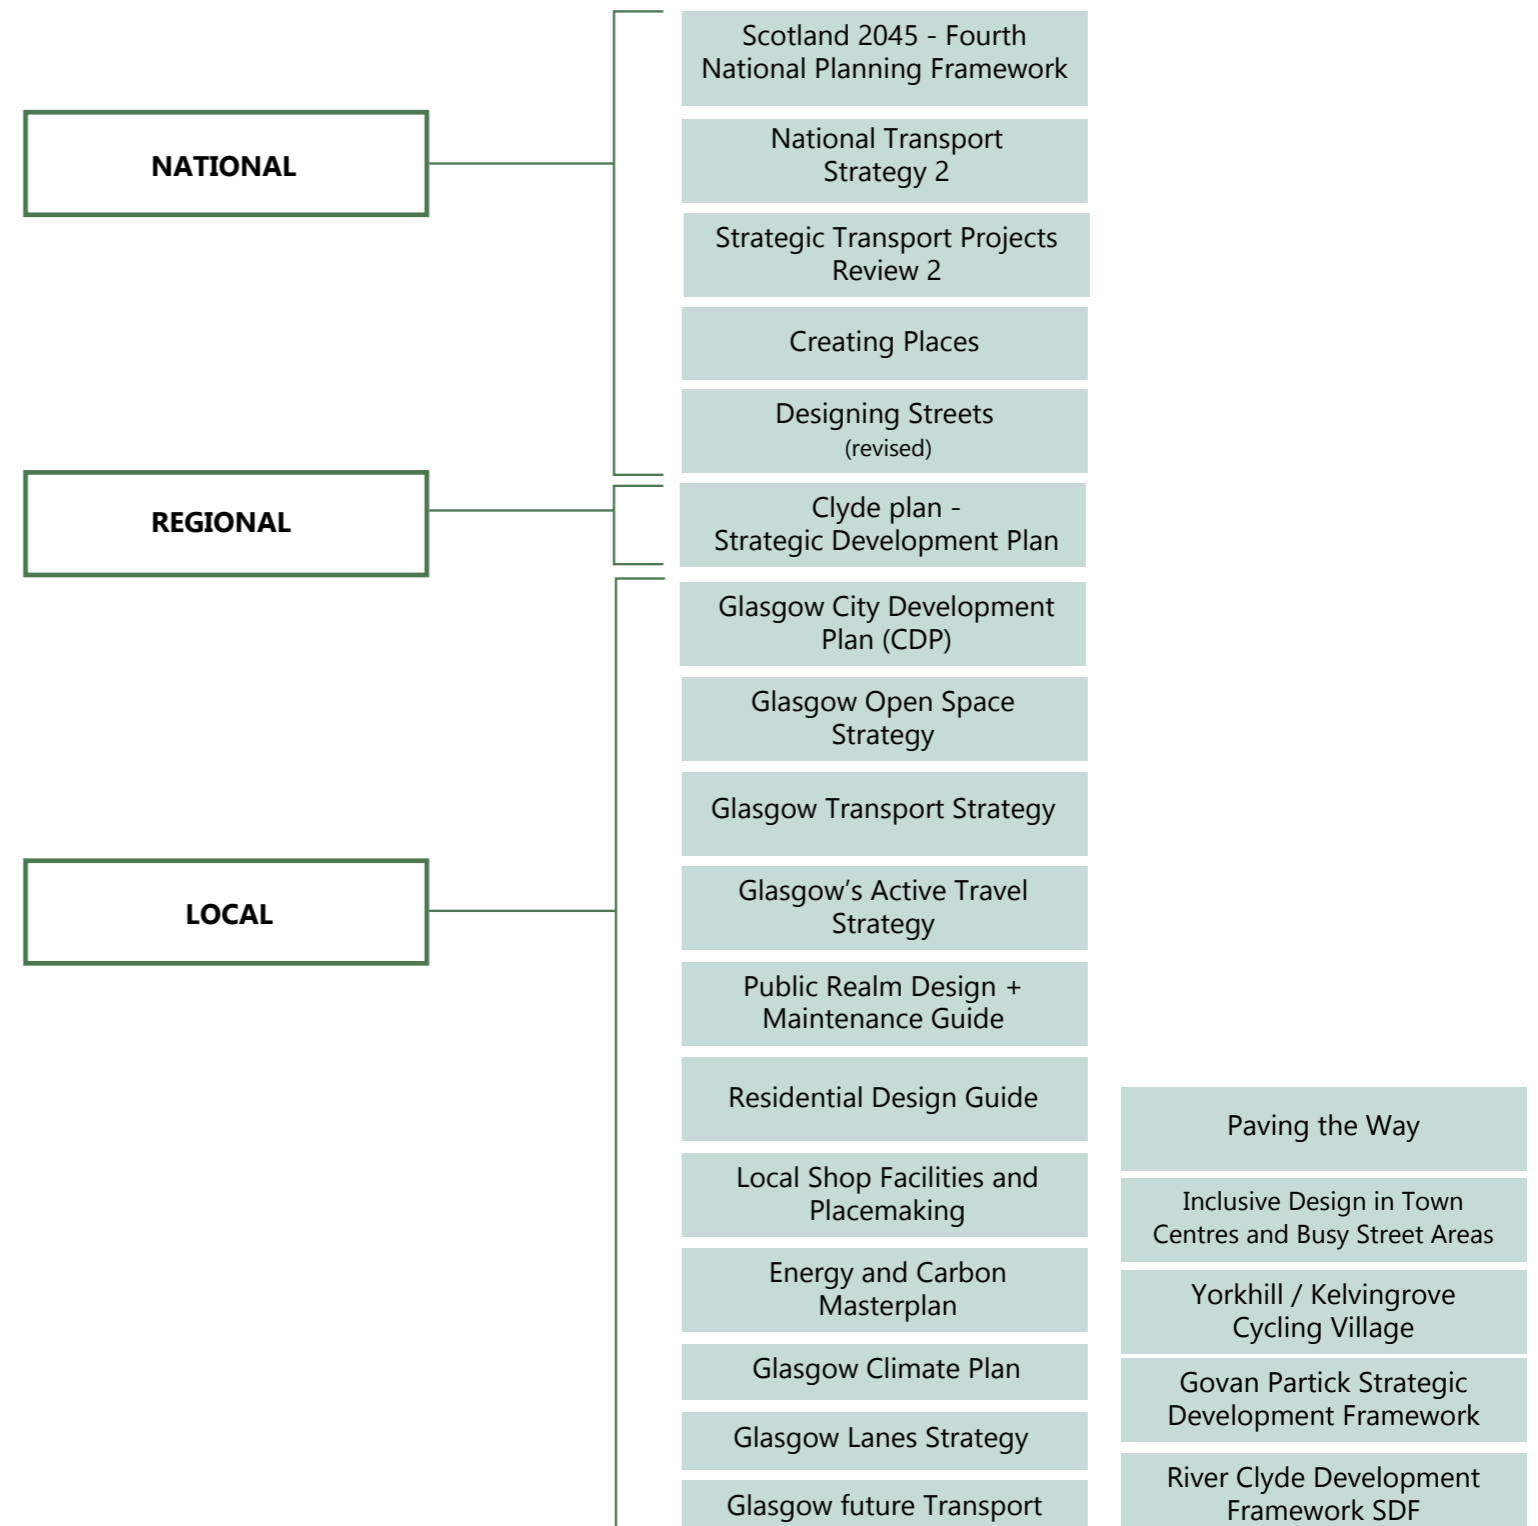 NATIONAL
Scotland 2045 - Fourth
National Planning Framework
National Transport
Strategy 2
Strategic Transport Projects
Review 2
Creating Places
Designing Streets
(revised)
REGIONAL
Clyde plan -
Strategic Development Plan
LOCAL
Glasgow City Development
Plan (CDP)
Glasgow Open Space
Strategy
Glasgow Transport Strategy
Glasgow’s Active Travel
Strategy
Public Realm Design +
Maintenance Guide
Residential Design Guide
Local Shop Facilities and
Placemaking
Energy and Carbon
Masterplan
Glasgow Climate Plan
Glasgow Lanes Strategy
Glasgow future Transport
Paving the Way
Inclusive Design in Town
Centres and Busy Street Areas
Yorkhill / Kelvingrove
Cycling Village
Govan Partick Strategic
Development Framework
River Clyde Development
Framework SDF